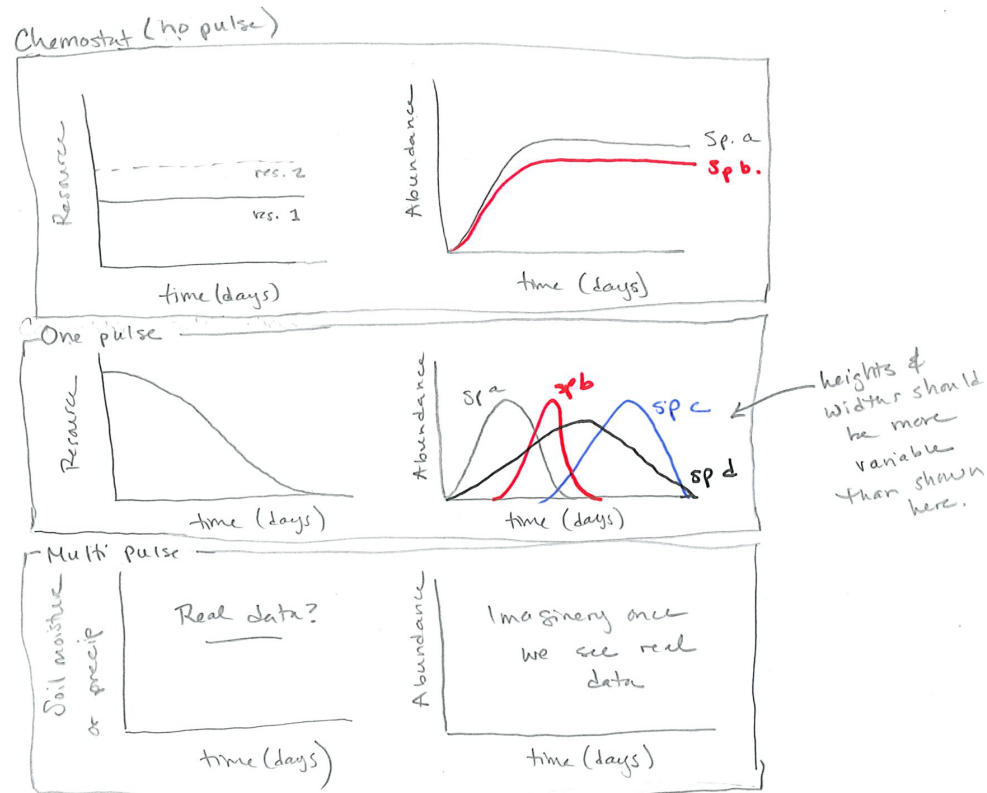 Chemostat (no pulse)
Resource
res. 2
res. 1
time (days)
Abundance
Sp. a
Sp b.
time (days)
One pulse
Resource
time (days)
Abundance
sp a
sp b
sp c
sp d
time (days)
heights &
widths should
be more
variable
than shown
here.
Multi pulse
Soil moisture
or precip
Real data?
time (days)
Abundance
Imaginery once
we see real
data
time (days)